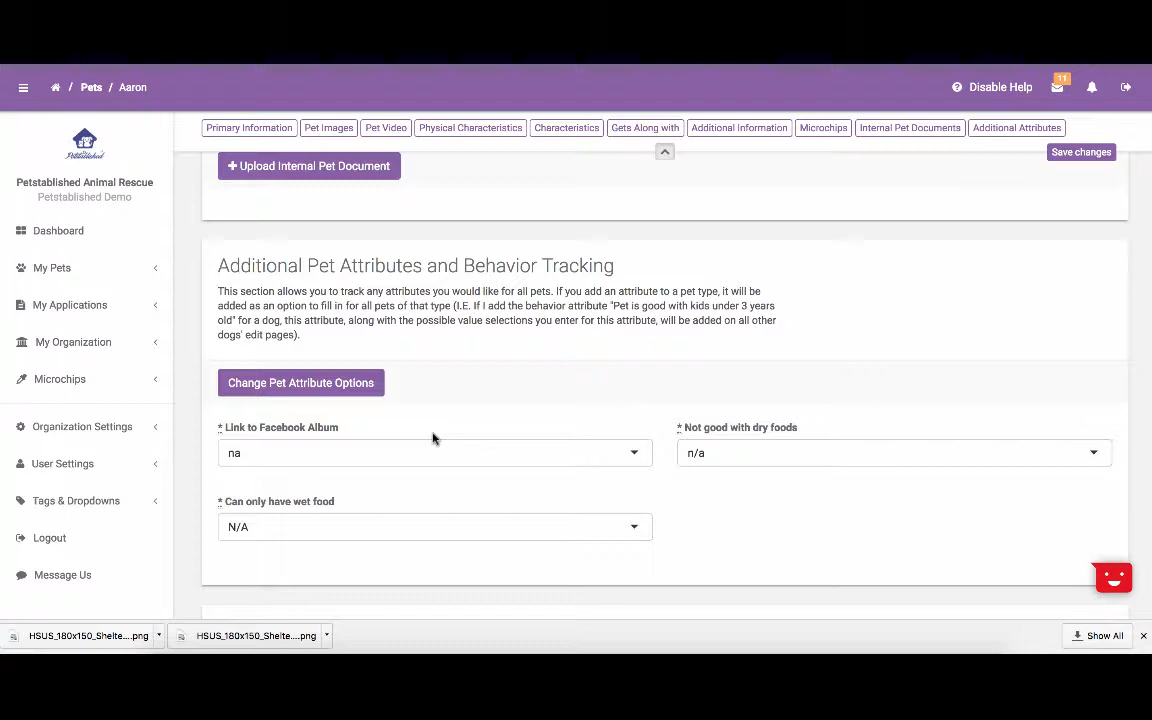 / Pets / Aaron
Disable Help
11
Primary Information
Pet Images
Pet Video
Physical Characteristics
Characteristics
Gets Along with
Additional Information
Microchips
Internal Pet Documents
Additional Attributes
Save changes
Petstablished
Petstablished Animal Rescue
Petstablished Demo
Dashboard
My Pets
My Applications
My Organization
Microchips
Organization Settings
User Settings
Tags & Dropdowns
Logout
Message Us
+ Upload Internal Pet Document
Additional Pet Attributes and Behavior Tracking
This section allows you to track any attributes you would like for all pets. If you add an attribute to a pet type, it will be
added as an option to fill in for all pets of that type (I.E. If I add the behavior attribute "Pet is good with kids under 3 years
old" for a dog, this attribute, along with the possible value selections you enter for this attribute, will be added on all other
dogs' edit pages).
Change Pet Attribute Options
* Link to Facebook Album
na
* Not good with dry foods
n/a
* Can only have wet food
N/A
HSUS_180x150_Shelte....png
HSUS_180x150_Shelte....png
Show All